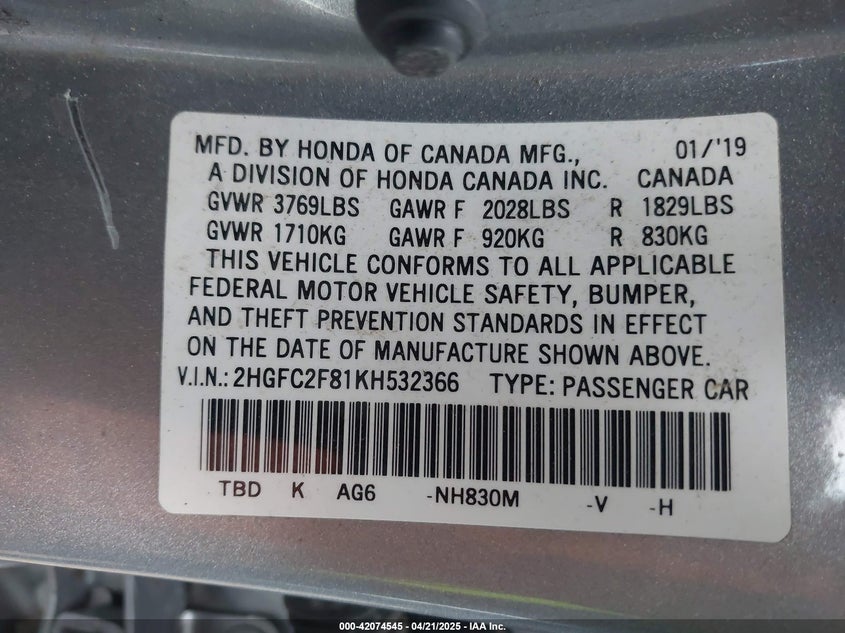 MFD. BY HONDA OF CANADA MFG., 01/'19
A DIVISION OF HONDA CANADA INC. CANADA
GVWR 3769LBS GAWR F 2028LBS R 1829LBS
GVWR 1710KG GAWR F 920KG R 830KG
THIS VEHICLE CONFORMS TO ALL APPLICABLE
FEDERAL MOTOR VEHICLE SAFETY, BUMPER,
AND THEFT PREVENTION STANDARDS IN EFFECT
ON THE DATE OF MANUFACTURE SHOWN ABOVE.
V.I.N.: 2HGFC2F81KH532366 TYPE: PASSENGER CAR
TBD K AG6 -NH830M -V -H
000-42074545 - 04/21/2025 - IAA Inc.